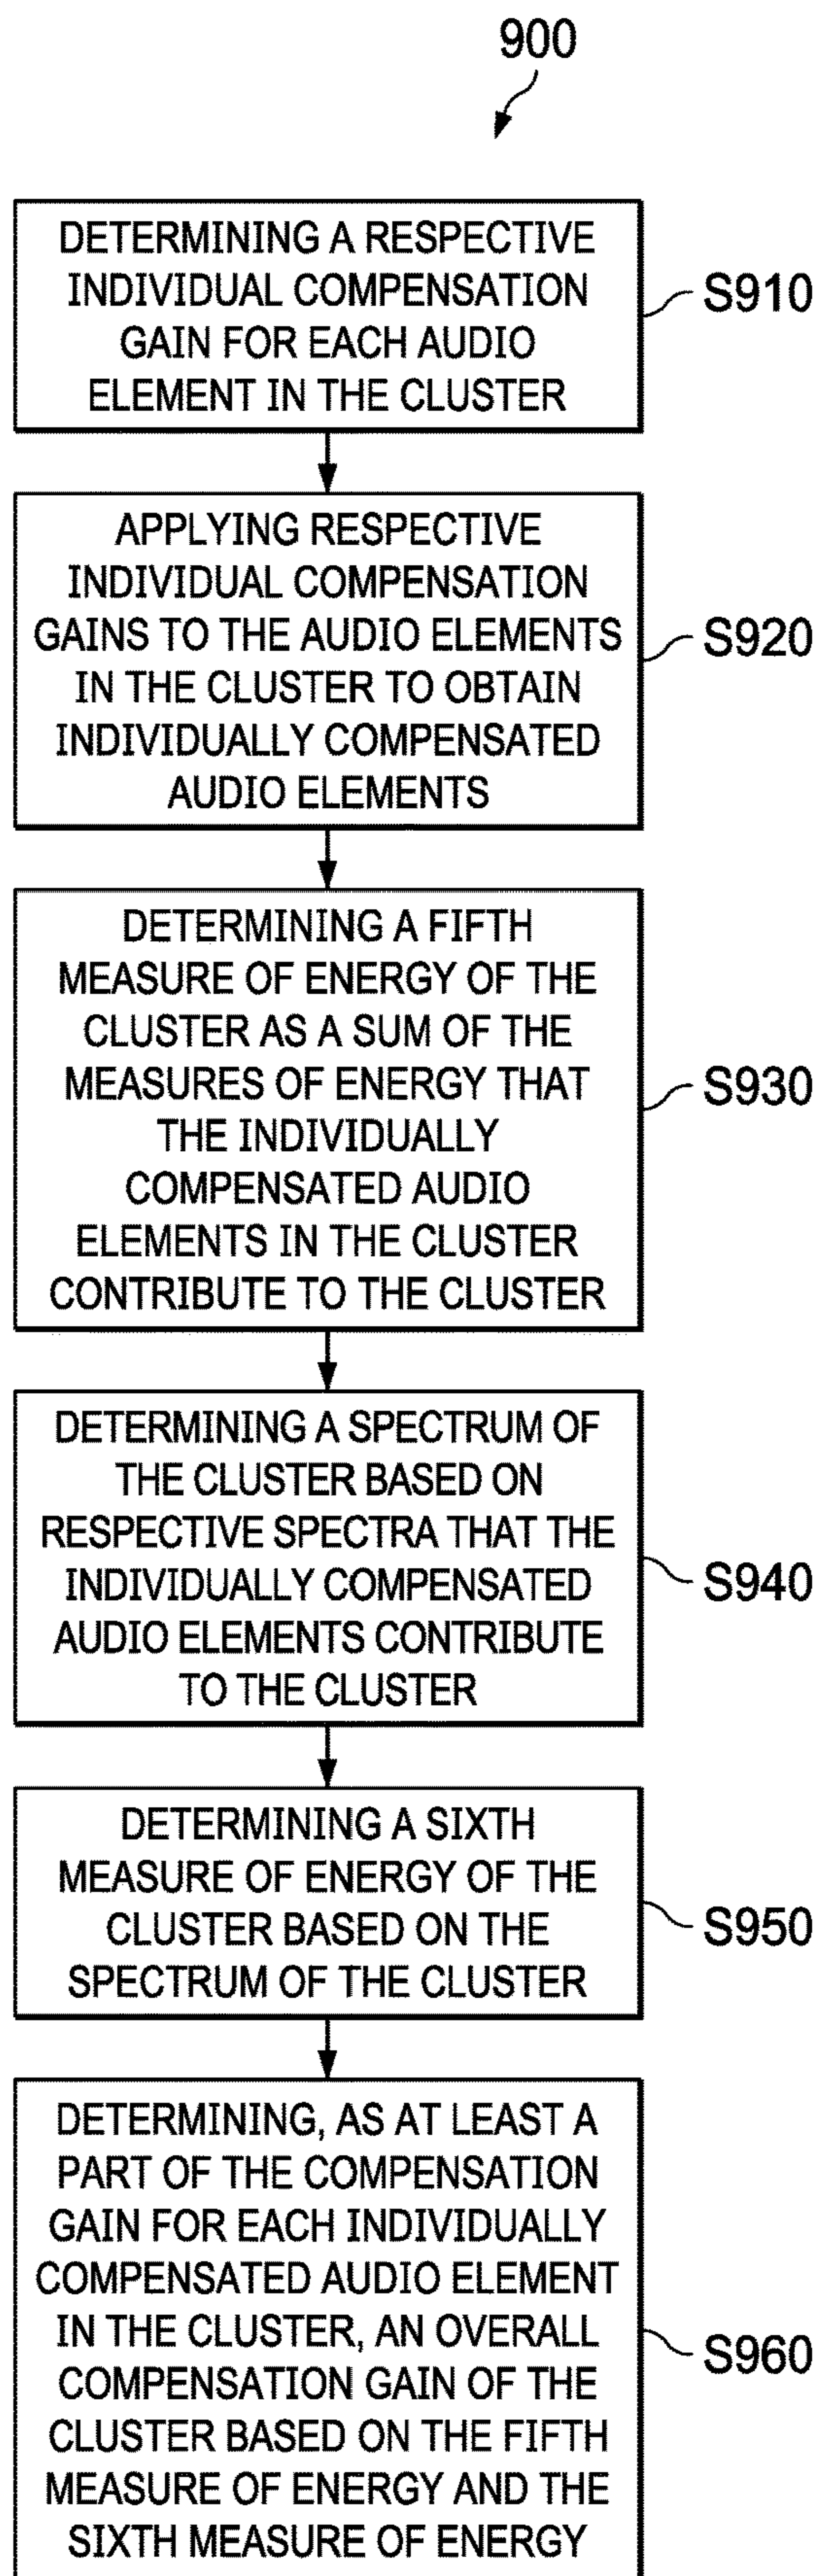 900
DETERMINING A RESPECTIVE
INDIVIDUAL COMPENSATION
GAIN FOR EACH AUDIO
ELEMENT IN THE CLUSTER
S910
APPLYING RESPECTIVE
INDIVIDUAL COMPENSATION
GAINS TO THE AUDIO ELEMENTS
IN THE CLUSTER TO OBTAIN
INDIVIDUALLY COMPENSATED
AUDIO ELEMENTS
S920
DETERMINING A FIFTH
MEASURE OF ENERGY OF THE
CLUSTER AS A SUM OF THE
MEASURES OF ENERGY THAT
THE INDIVIDUALLY
COMPENSATED AUDIO
ELEMENTS IN THE CLUSTER
CONTRIBUTE TO THE CLUSTER
S930
DETERMINING A SPECTRUM OF
THE CLUSTER BASED ON
RESPECTIVE SPECTRA THAT THE
INDIVIDUALLY COMPENSATED
AUDIO ELEMENTS CONTRIBUTE
TO THE CLUSTER
S940
DETERMINING A SIXTH
MEASURE OF ENERGY OF THE
CLUSTER BASED ON THE
SPECTRUM OF THE CLUSTER
S950
DETERMINING, AS AT LEAST A
PART OF THE COMPENSATION
GAIN FOR EACH INDIVIDUALLY
COMPENSATED AUDIO ELEMENT
IN THE CLUSTER, AN OVERALL
COMPENSATION GAIN OF THE
CLUSTER BASED ON THE FIFTH
MEASURE OF ENERGY AND THE
SIXTH MEASURE OF ENERGY
S960